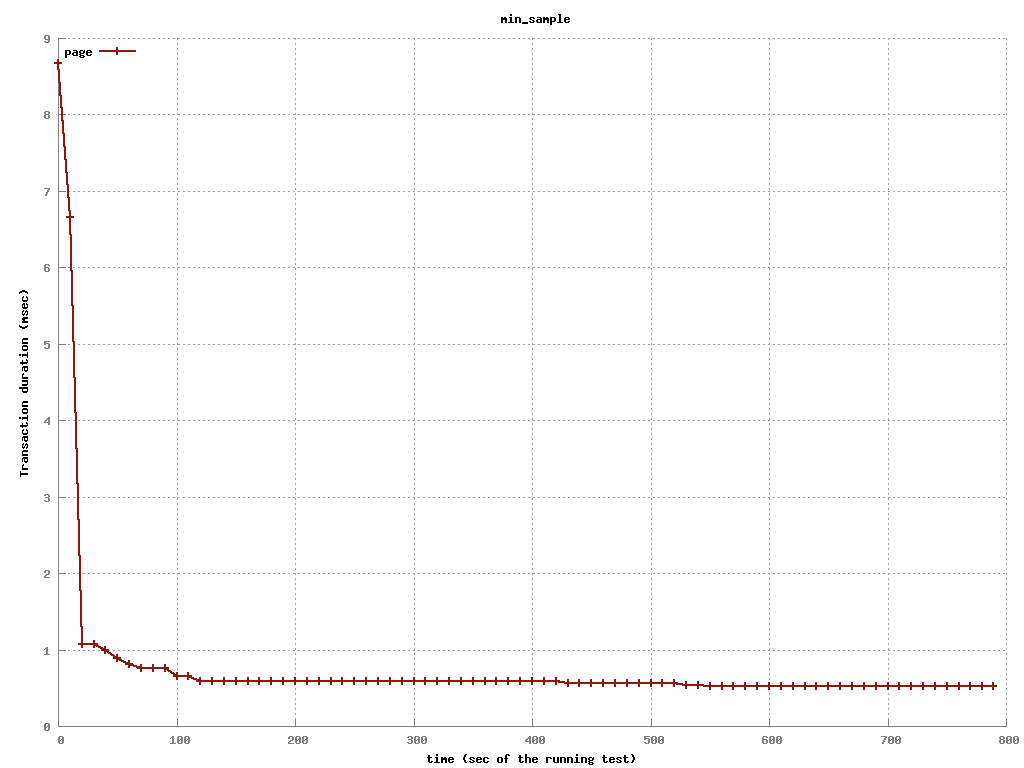 min_sample
page
9
8
7
6
5
4
3
2
1
0
Transaction duration (msec)
0 100 200 300 400 500 600 700 800
time (sec of the running test)